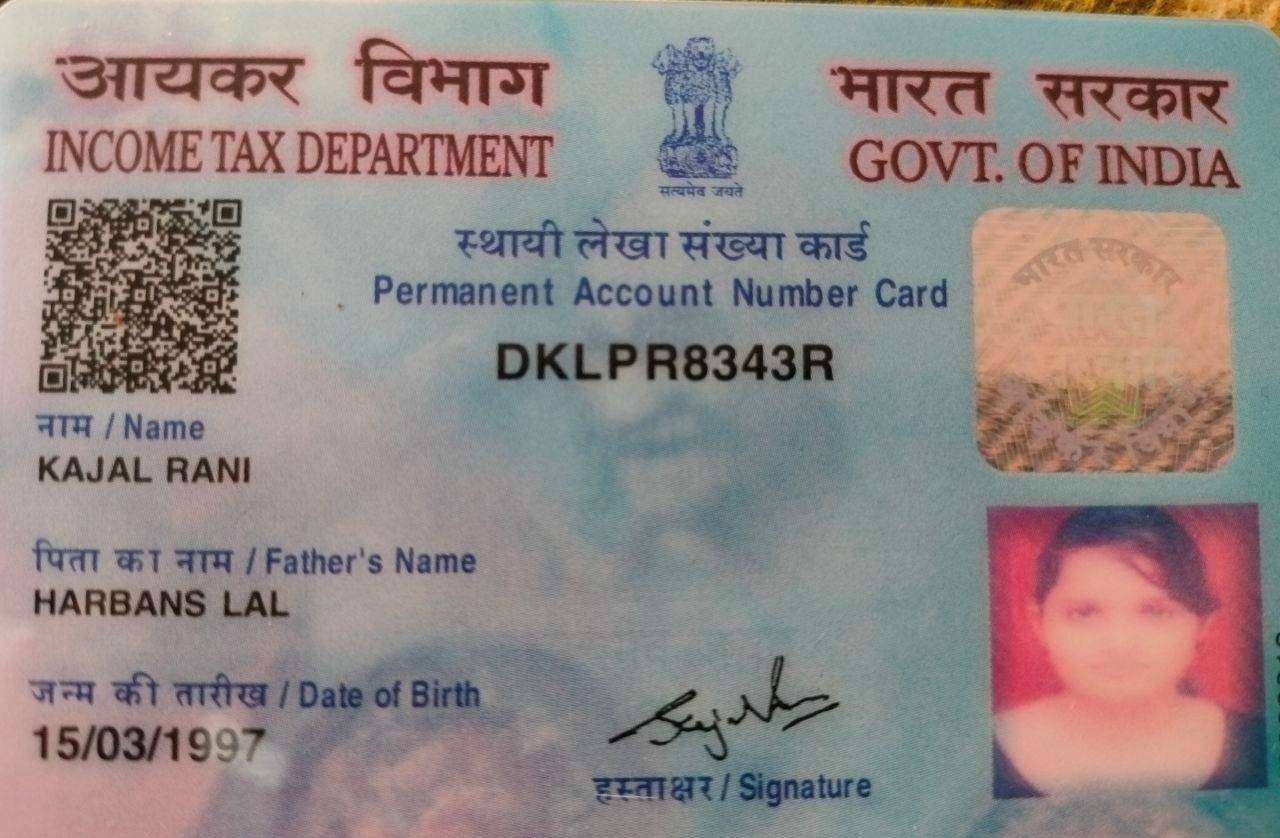 आयकर विभाग
INCOME TAX DEPARTMENT
सत्यमेव जयते
भारत सरकार
GOVT. OF INDIA
स्थायी लेखा संख्या कार्ड
Permanent Account Number Card
DKLPR8343R
भारत सरकार
नाम / Name
KAJAL RANI
पिता का नाम / Father's Name
HARBANS LAL
जन्म की तारीख / Date of Birth
15/03/1997
हस्ताक्षर / Signature